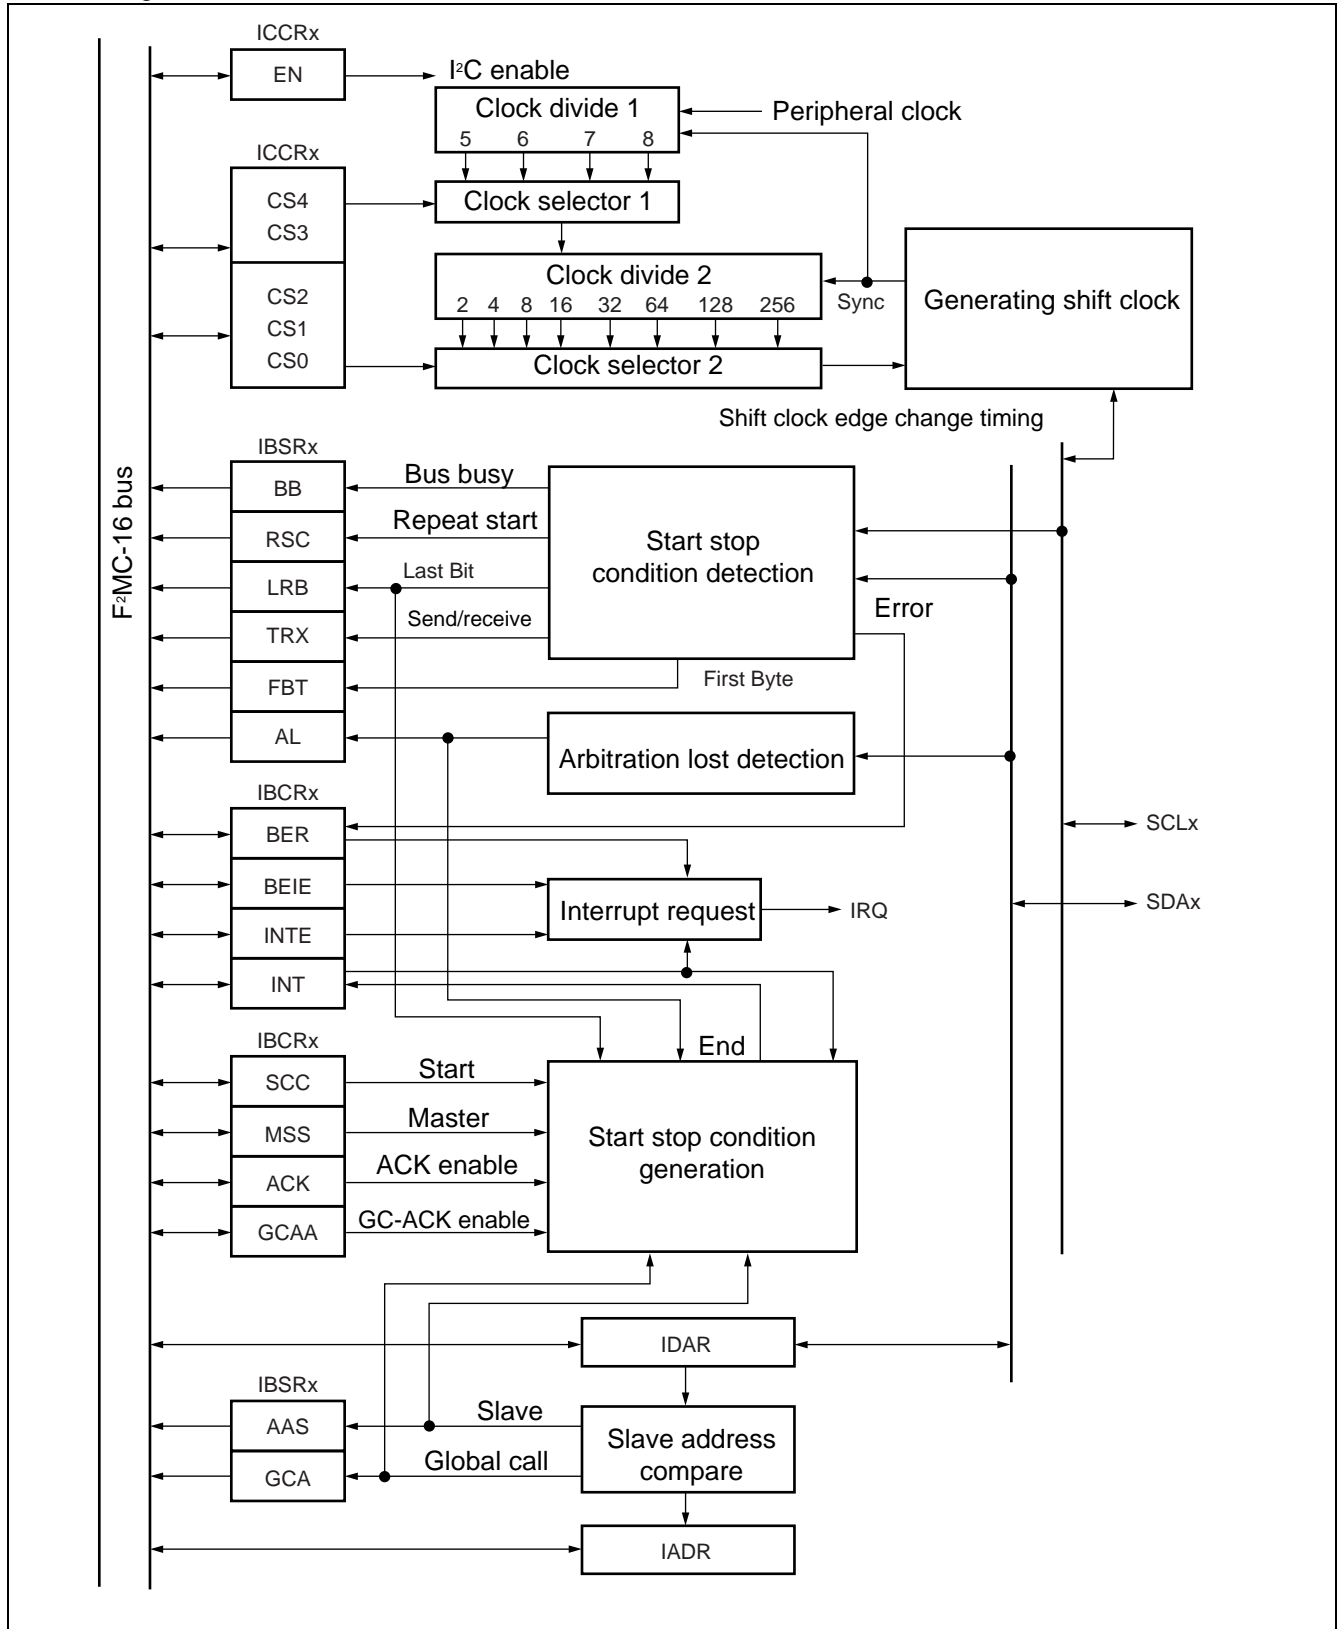 ICCRx
EN
I²C enable
Clock divide 1
Peripheral clock
5 6 7 8
ICCRx
CS4
CS3
Clock selector 1
Clock divide 2
2 4 8 16 32 64 128 256
Sync
Generating shift clock
CS2
CS1
CS0
Clock selector 2
Shift clock edge change timing
F²MC-16 bus
IBSRx
BB
Bus busy
RSC
Repeat start
LRB
Last Bit
TRX
Send/receive
FBT
First Byte
AL
Start stop
condition detection
Error
Arbitration lost detection
IBCRx
BER
BEIE
INTE
INT
Interrupt request
IRQ
SCLx
SDAx
End
IBCRx
SCC
Start
MSS
Master
ACK
ACK enable
GCAA
GC-ACK enable
Start stop condition
generation
IDAR
IBSRx
AAS
Slave
GCA
Global call
Slave address
compare
IADR